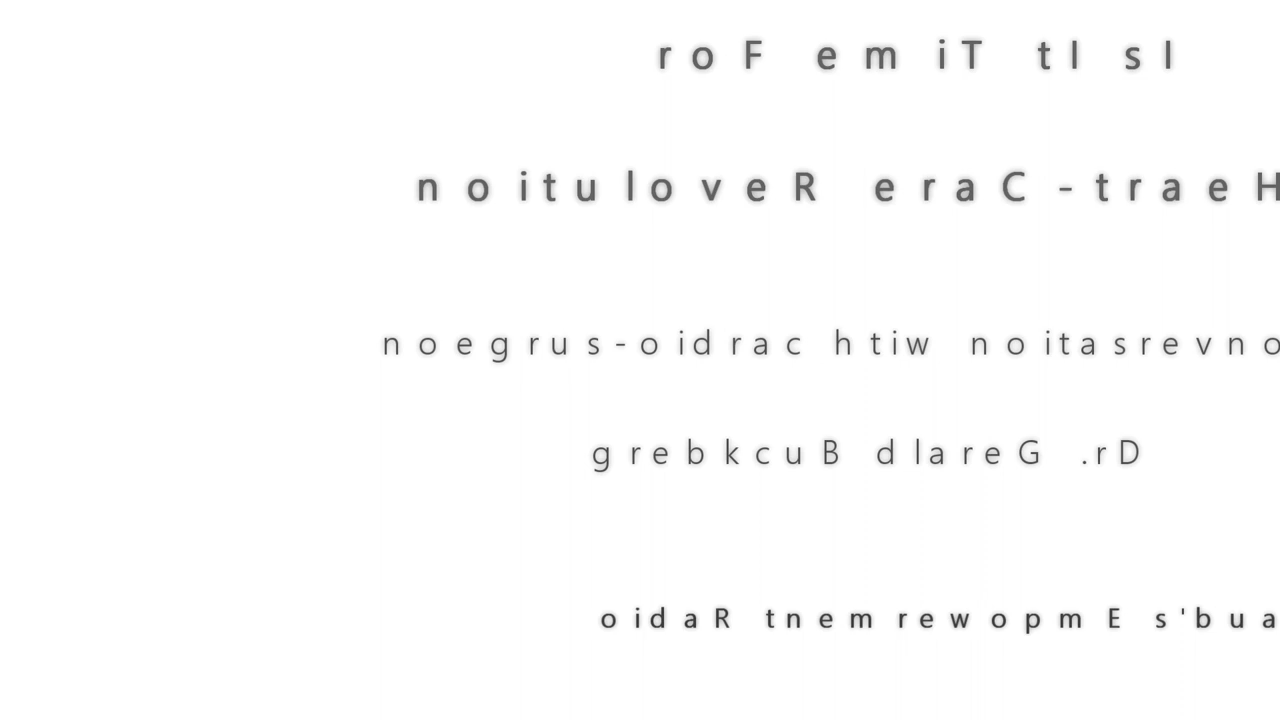 roF emiT tI sI
noituloveR eraC-traeH
noegrus-oidrac htiw noitasrevno
grebkcuB dlareG .rD
oidaR tnemrewopmE s'bua